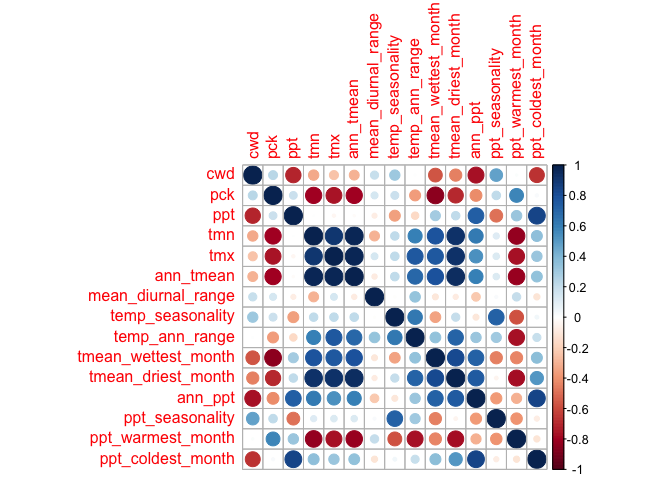 cwd
pck
ppt
tmn
tmx
ann_tmean
mean_diurnal_range
temp_seasonality
temp_ann_range
tmean_wettest_month
tmean_driest_month
ann_ppt
ppt_seasonality
ppt_warmest_month
ppt_coldest_month
cwd
pck
ppt
tmn
tmx
ann_tmean
mean_diurnal_range
temp_seasonality
temp_ann_range
tmean_wettest_month
tmean_driest_month
ann_ppt
ppt_seasonality
ppt_warmest_month
ppt_coldest_month
1
0.8
0.6
0.4
0.2
0
-0.2
-0.4
-0.6
-0.8
-1